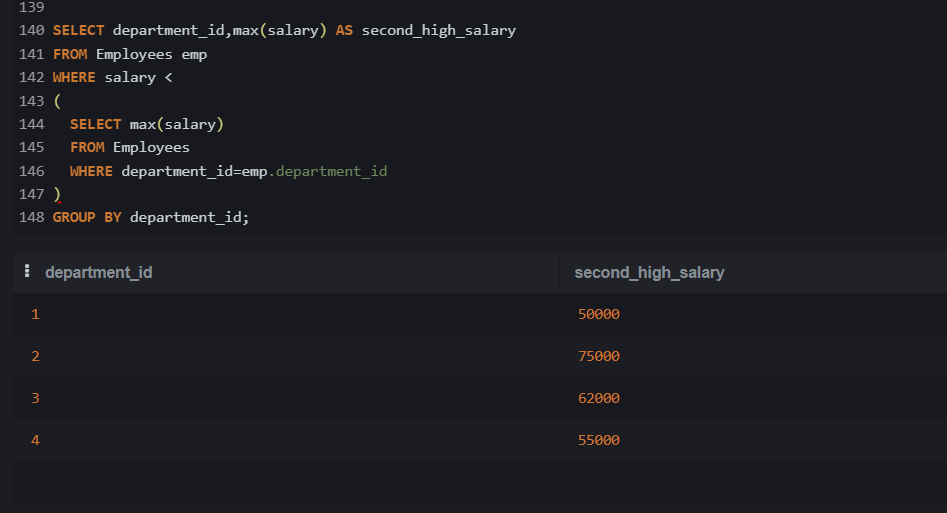 139
140 SELECT department_id,max(salary) AS second_high_salary
141 FROM Employees emp
142 WHERE salary <
143 (
144   SELECT max(salary)
145   FROM Employees
146   WHERE department_id=emp.department_id
147 )
148 GROUP BY department_id;
department_id second_high_salary
1 50000
2 75000
3 62000
4 55000